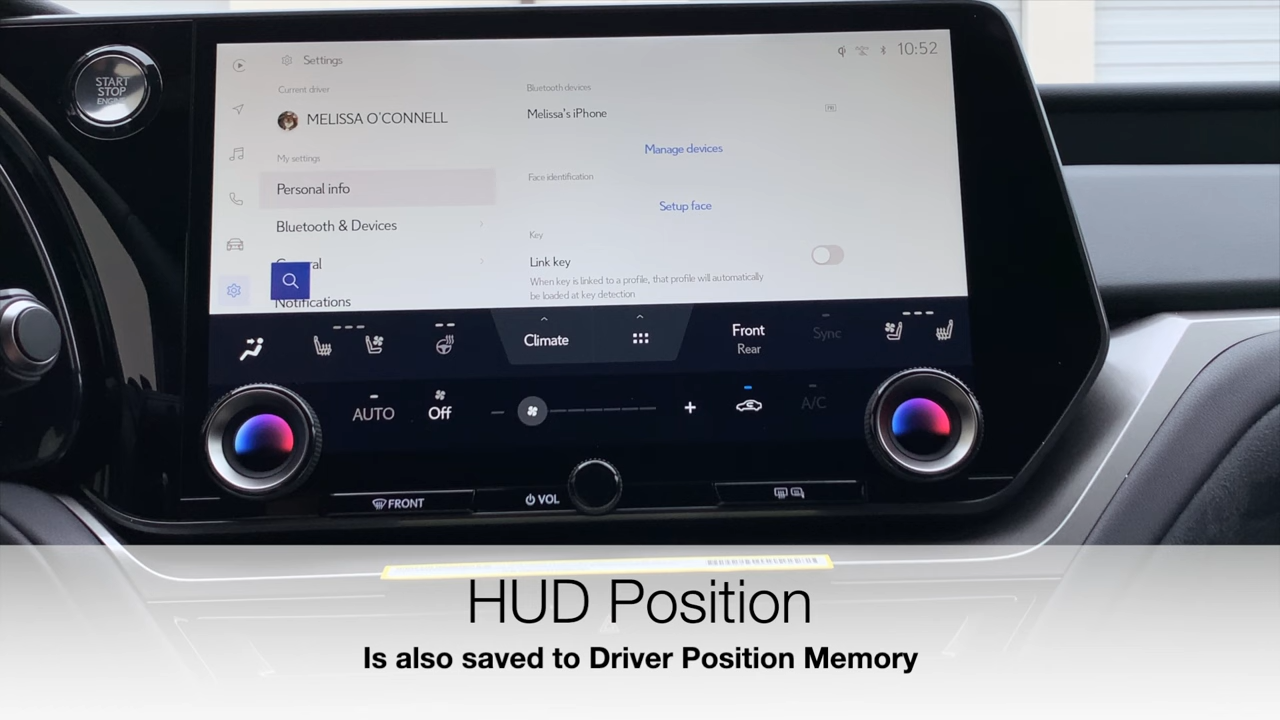 START
STOP
ENGINE
Settings
10:52
Current driver
MELISSA O'CONNELL
My settings
Personal info
Bluetooth & Devices
General
Notifications
Bluetooth devices
Melissa's iPhone
Manage devices
Face identification
Setup face
Key
Link key
When key is linked to a profile, that profile will automatically
be loaded at key detection
Climate
Front
Rear
Sync
AUTO
Off
A/C
FRONT
VOL
HUD Position
Is also saved to Driver Position Memory